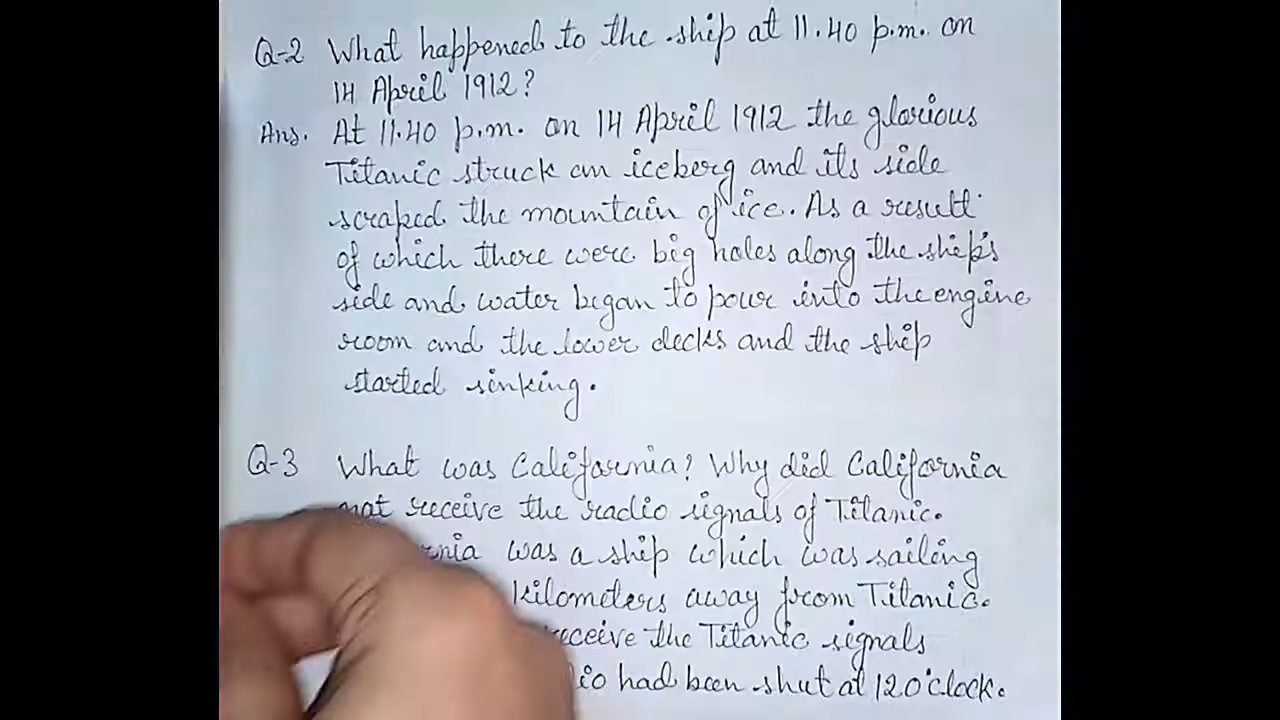 Q-2 What happened to the ship at 11.40 p.m. on
14 April 1912?
Ans. At 11.40 p.m. on 14 April 1912 the glorious
Titanic struck an iceberg and its side
scraped the mountain of ice. As a result
of which there were big holes along the ship's
side and water began to pour into the engine
room and the lower decks and the ship
started sinking.
Q-3 What was California? Why did California
not receive the radio signals of Titanic.
was a ship which was sailing
kilometers away from Titanic.
receive the Titanic signals
had been shut at 12 O'clock.